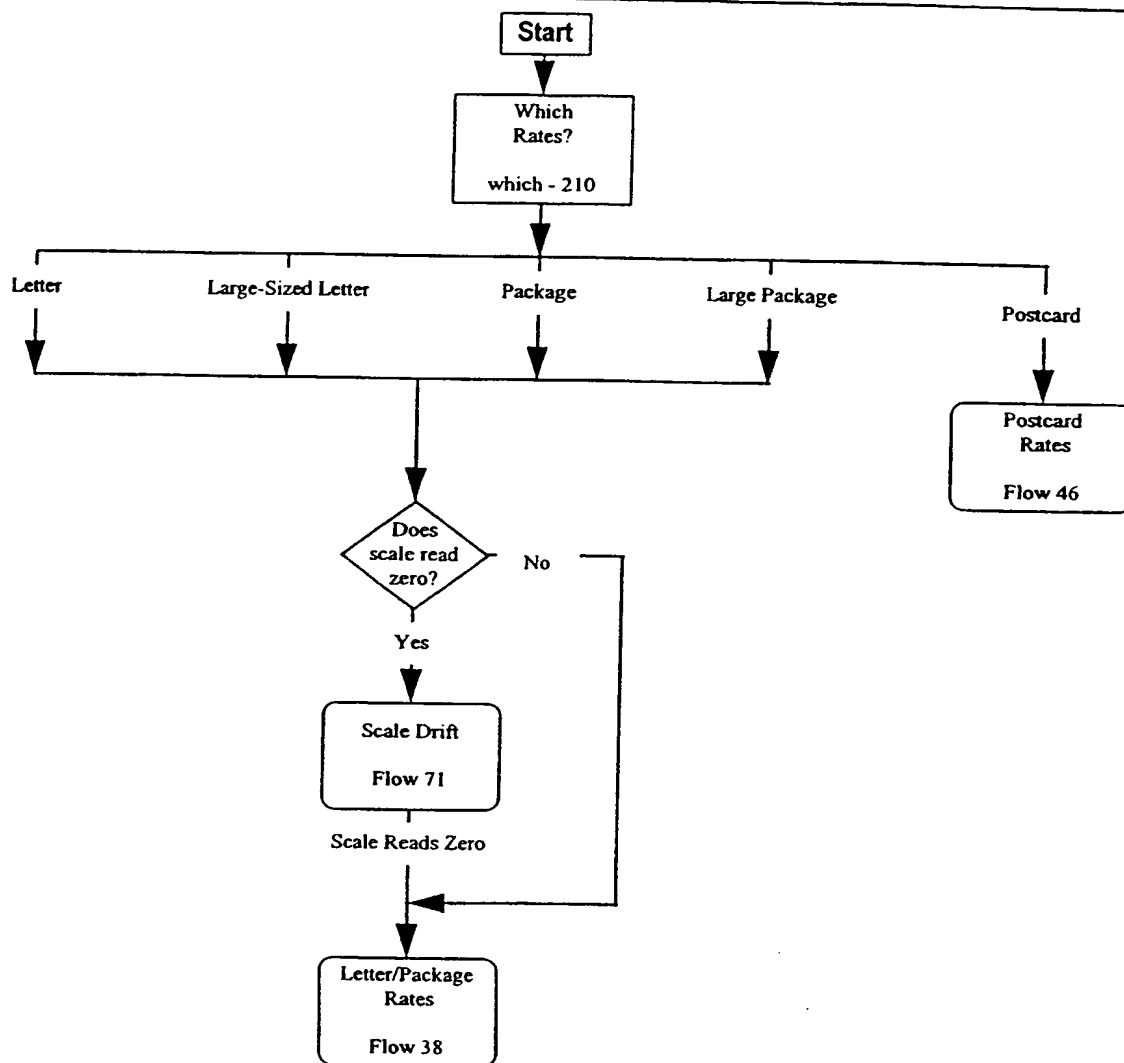 Start
Which
Rates?
which - 210
Letter
Large-Sized Letter
Package
Large Package
Postcard
Postcard
Rates
Flow 46
Does
scale read
zero?
No
Yes
Scale Drift
Flow 71
Scale Reads Zero
Letter/Package
Rates
Flow 38